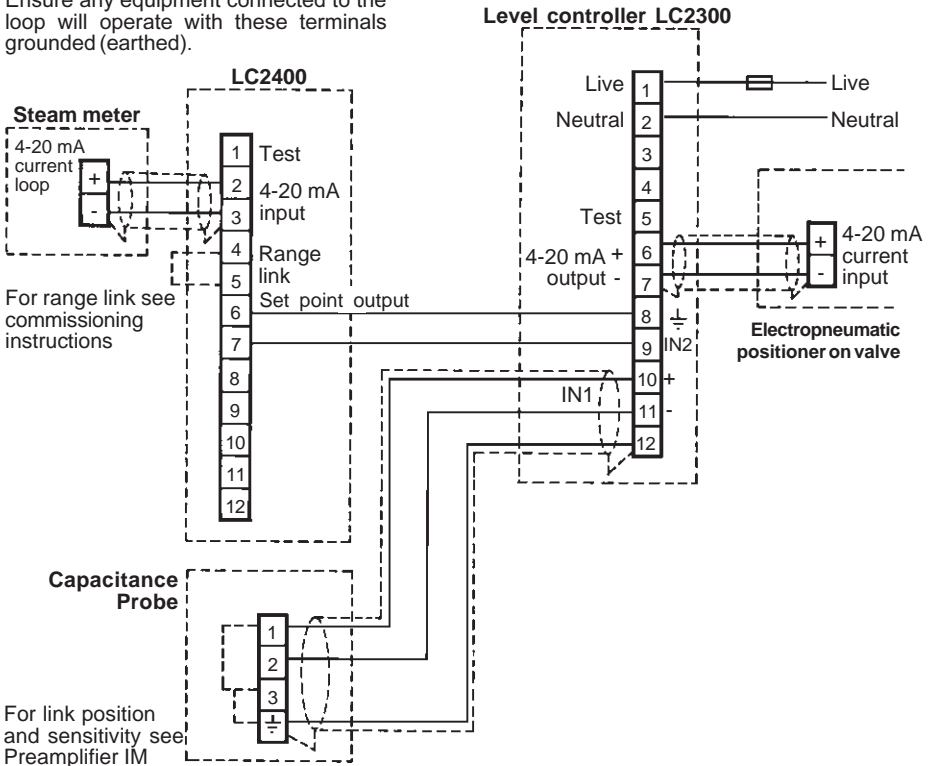 Ensure any equipment connected to the
loop will operate with these terminals
grounded (earthed).
Level controller LC2300
LC2400
Steam meter
4-20 mA
current
loop
+
-
1 Test
2 4-20 mA
3 input
4 Range
5 link
6 Set point output
7
8
9
10
11
12
For range link see
commissioning
instructions
Live 1 Live
Neutral 2 Neutral
3
4
Test 5
4-20 mA + 6
output - 7
8
9 IN2
IN1 10 +
11 -
12
+ 4-20 mA
current
- input
Electropneumatic
positioner on valve
Capacitance
Probe
1
2
3
For link position
and sensitivity see
Preamplifier IM